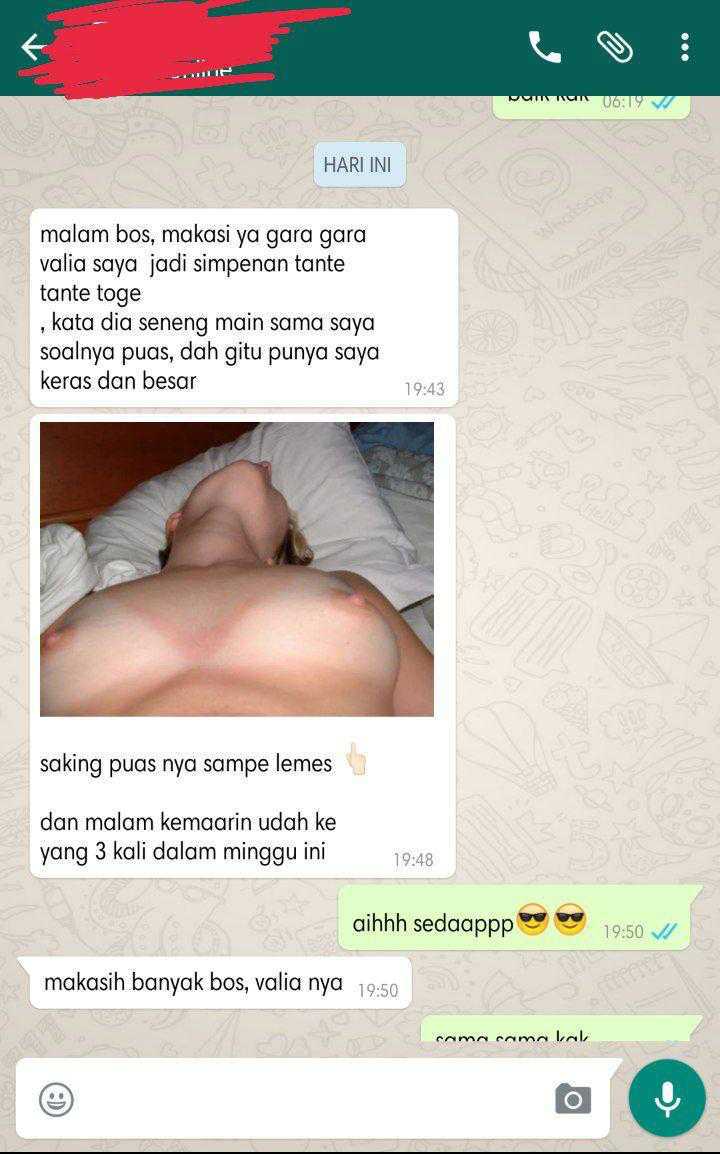 baik kak 06:19
HARI INI
malam bos, makasi ya gara gara
valia saya jadi simpenan tante
tante toge
, kata dia seneng main sama saya
soalnya puas, dah gitu punya saya
keras dan besar 19:43
saking puas nya sampe lemes 👆🏻
dan malam kemaarin udah ke
yang 3 kali dalam minggu ini 19:48
aihhh sedaappp😎😎 19:50
makasih banyak bos, valia nya 19:50
sama sama kak